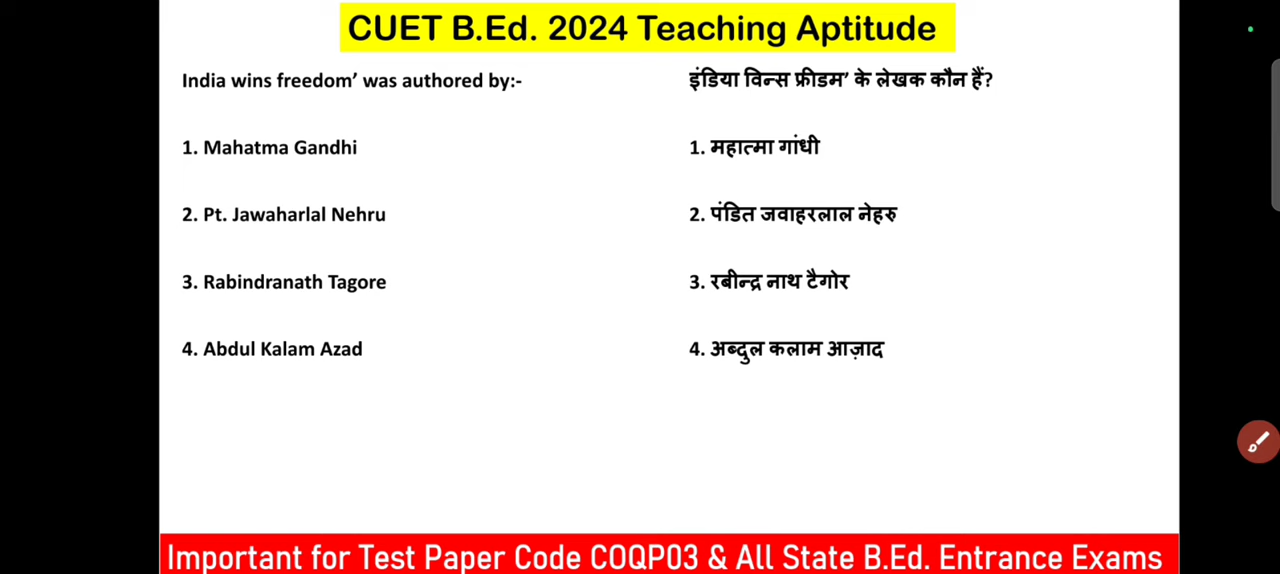 CUET B.Ed. 2024 Teaching Aptitude
India wins freedom’ was authored by:-
1. Mahatma Gandhi
2. Pt. Jawaharlal Nehru
3. Rabindranath Tagore
4. Abdul Kalam Azad
इंडिया विन्स फ्रीडम’ के लेखक कौन हैं?
1. महात्मा गांधी
2. पंडित जवाहरलाल नेहरु
3. रबीन्द्र नाथ टैगोर
4. अब्दुल कलाम आज़ाद
Important for Test Paper Code COQP03 & All State B.Ed. Entrance Exams